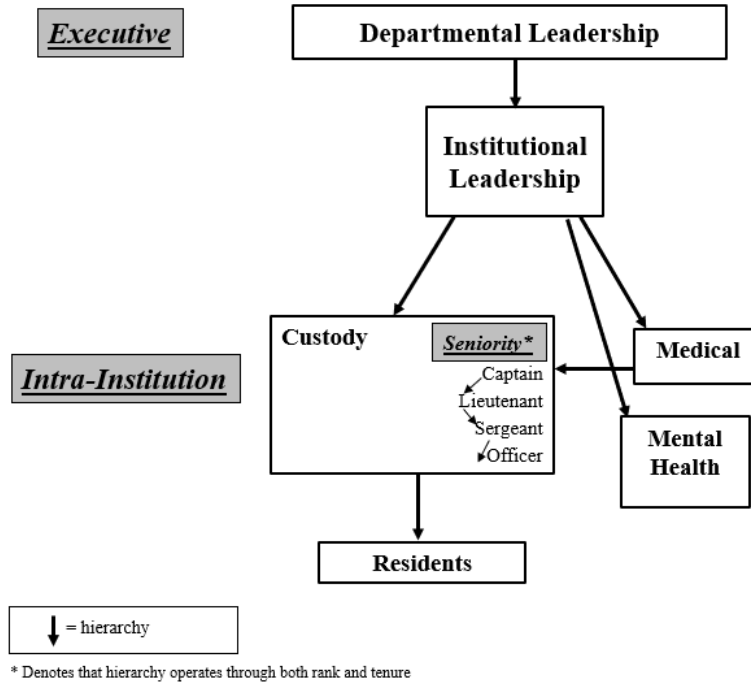 Executive
Departmental Leadership
Institutional
Leadership
Custody
Seniority*
Captain
Lieutenant
Sergeant
Officer
Intra-Institution
Medical
Mental
Health
Residents
= hierarchy
* Denotes that hierarchy operates through both rank and tenure